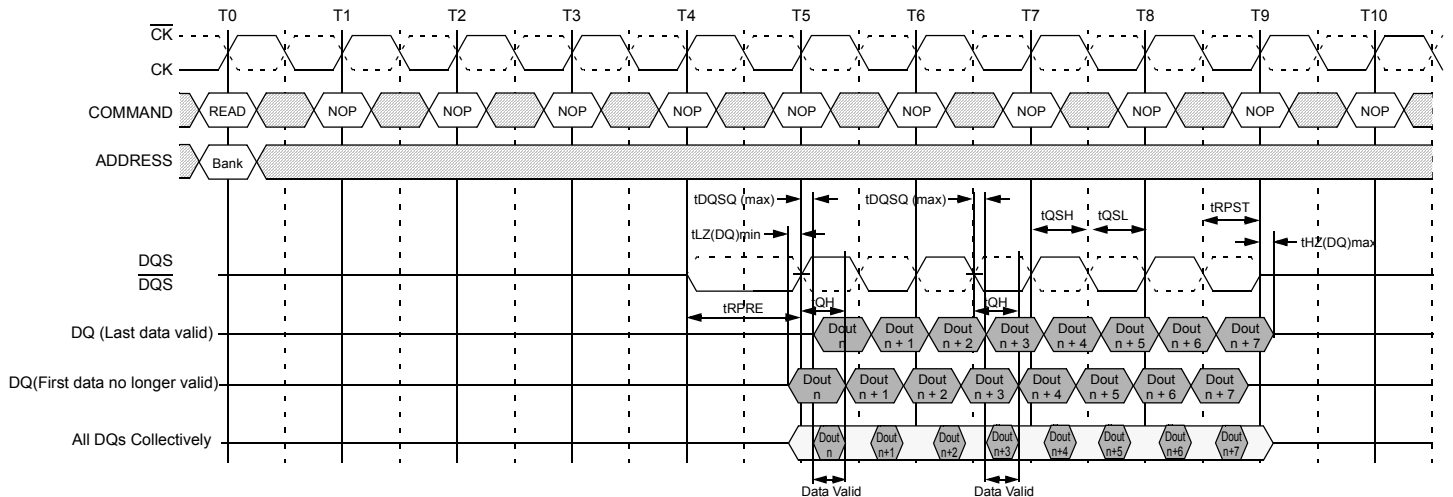 T0 T1 T2 T3 T4 T5 T6 T7 T8 T9 T10
CK
CK
COMMAND READ NOP NOP NOP NOP NOP NOP NOP NOP NOP NOP
ADDRESS Bank
tDQSQ (max) tDQSQ (max) tQSH tQSL tRPST
tLZ(DQ)min tHZ(DQ)max
DQS
DQS
tRPRE tQH tQH
DQ (Last data valid) Dout n Dout n + 1 Dout n + 2 Dout n + 3 Dout n + 4 Dout n + 5 Dout n + 6 Dout n + 7
DQ(First data no longer valid) Dout n Dout n + 1 Dout n + 2 Dout n + 3 Dout n + 4 Dout n + 5 Dout n + 6 Dout n + 7
All DQs Collectively Dout n Dout n+1 Dout n+2 Dout n+3 Dout n+4 Dout n+5 Dout n+6 Dout n+7
Data Valid Data Valid